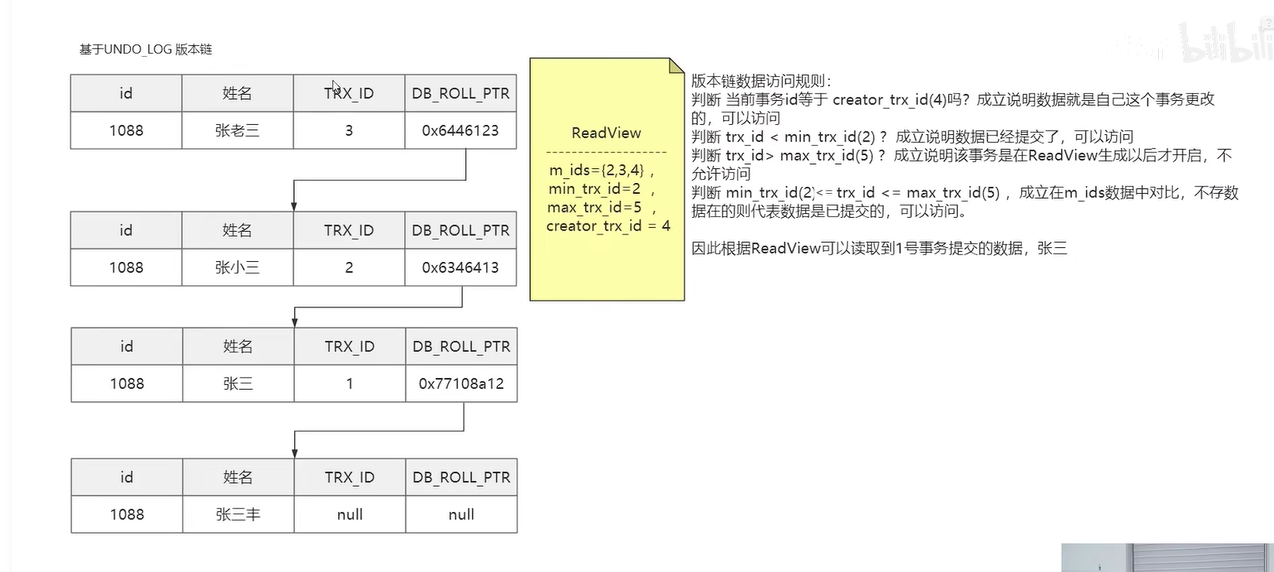 基于UNDO_LOG 版本链
id 姓名 TRX_ID DB_ROLL_PTR
1088 张老三 3 0x6446123
id 姓名 TRX_ID DB_ROLL_PTR
1088 张小三 2 0x6346413
id 姓名 TRX_ID DB_ROLL_PTR
1088 张三 1 0x77108a12
id 姓名 TRX_ID DB_ROLL_PTR
1088 张三丰 null null
ReadView
m_ids={2,3,4} ,
min_trx_id=2 ,
max_trx_id=5 ,
creator_trx_id = 4
版本链数据访问规则：
判断 当前事务id等于 creator_trx_id(4)吗？成立说明数据就是自己这个事务更改
的，可以访问
判断 trx_id < min_trx_id(2) ？ 成立说明数据已经提交了，可以访问
判断 trx_id> max_trx_id(5) ？ 成立说明该事务是在ReadView生成以后才开启，不
允许访问
判断 min_trx_id(2)<= trx_id <= max_trx_id(5) ，成立在m_ids数据中对比，不存数
据在的则代表数据是已提交的，可以访问。
因此根据ReadView可以读取到1号事务提交的数据，张三
bilibili